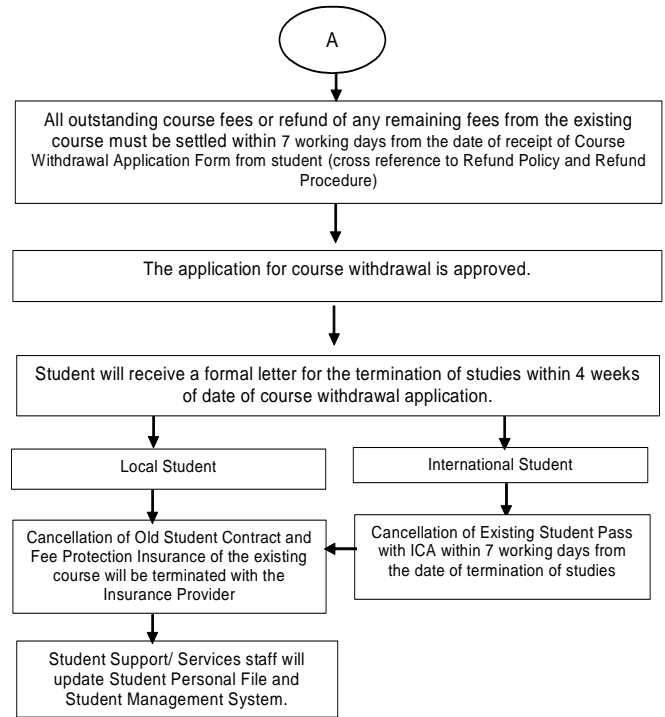 A
All outstanding course fees or refund of any remaining fees from the existing
course must be settled within 7 working days from the date of receipt of Course
Withdrawal Application Form from student (cross reference to Refund Policy and Refund
Procedure)
The application for course withdrawal is approved.
Student will receive a formal letter for the termination of studies within 4 weeks
of date of course withdrawal application.
Local Student
International Student
Cancellation of Old Student Contract and
Fee Protection Insurance of the existing
course will be terminated with the
Insurance Provider
Cancellation of Existing Student Pass
with ICA within 7 working days from
the date of termination of studies
Student Support/ Services staff will
update Student Personal File and
Student Management System.